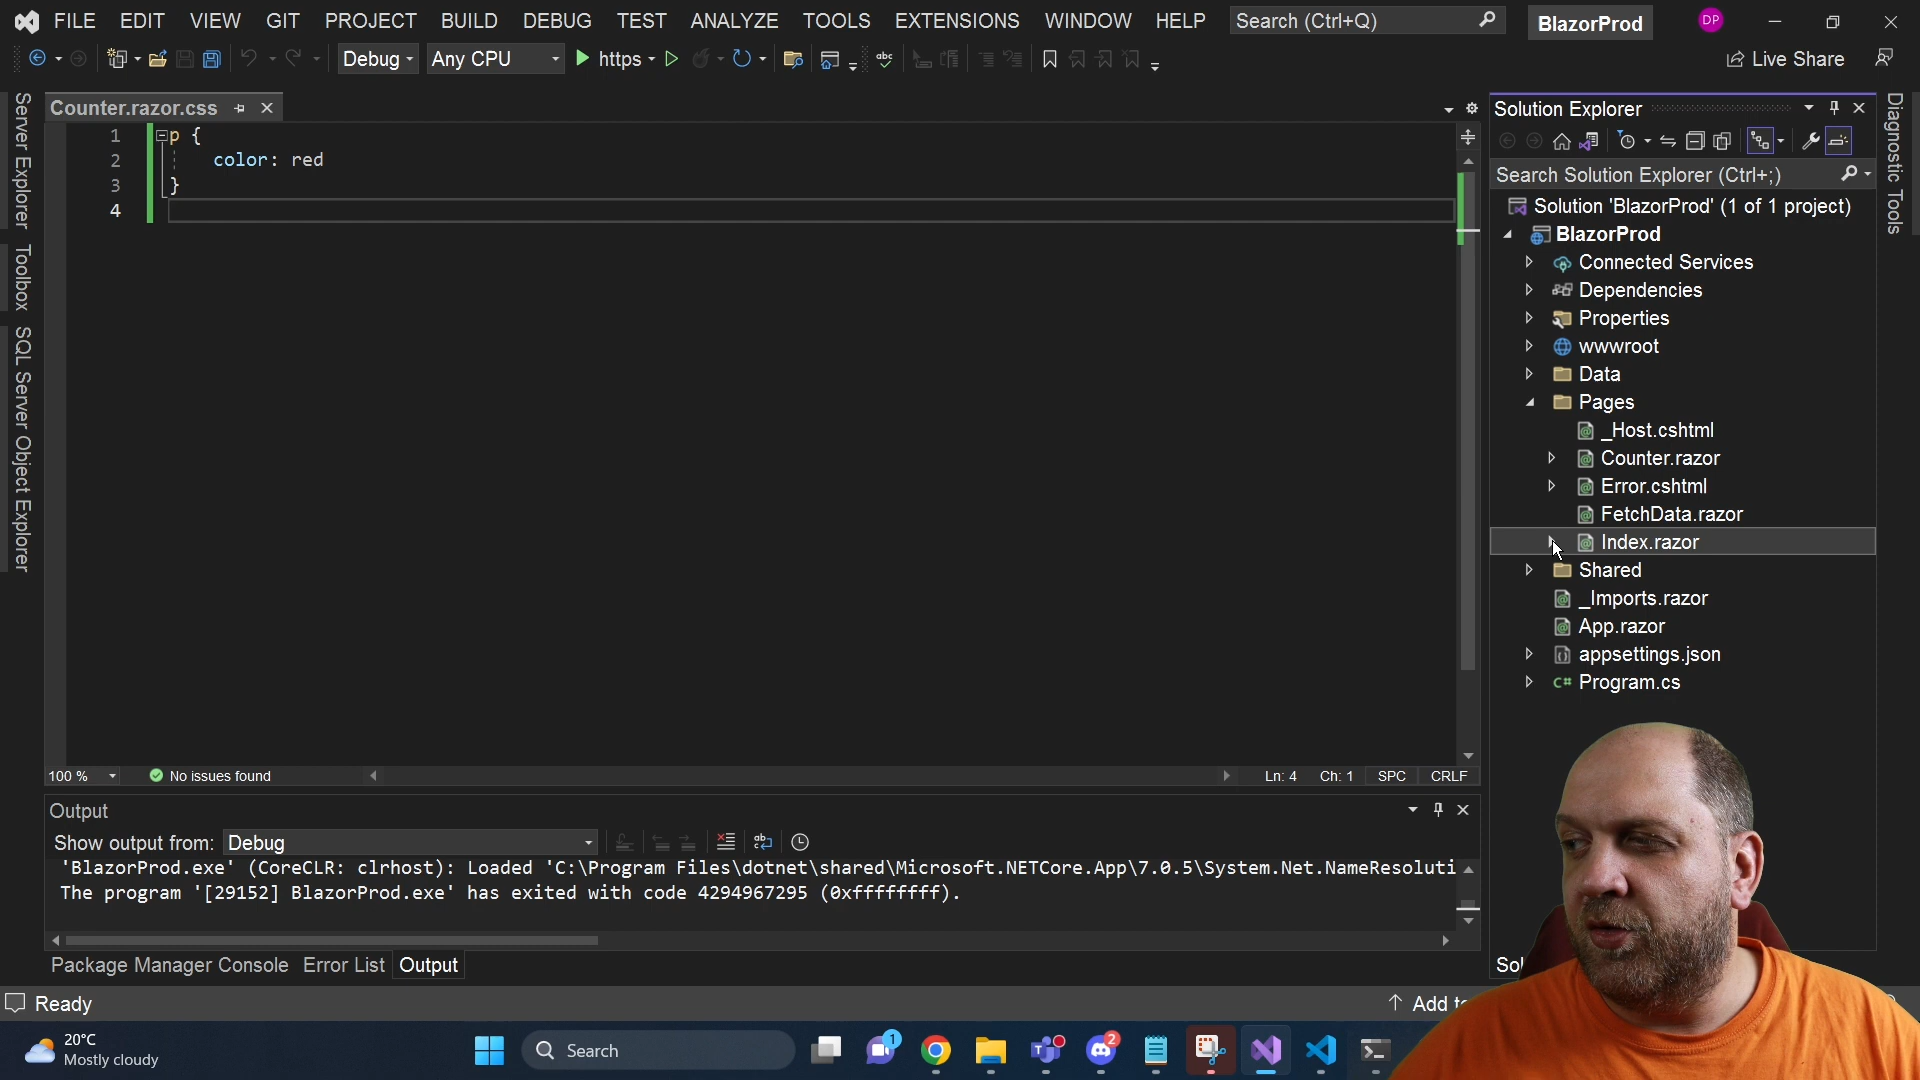 FILE EDIT VIEW GIT PROJECT BUILD DEBUG TEST ANALYZE TOOLS EXTENSIONS WINDOW HELP Search (Ctrl+Q) BlazorProd DP
Debug Any CPU https Live Share
Server Explorer
Toolbox
SQL Server Object Explorer
Counter.razor.css
1 p {
2 color: red
3 }
4
100 % No issues found Ln: 4 Ch: 1 SPC CRLF
Output
Show output from: Debug
'BlazorProd.exe' (CoreCLR: clrhost): Loaded 'C:\Program Files\dotnet\shared\Microsoft.NETCore.App\7.0.5\System.Net.NameResoluti
The program '[29152] BlazorProd.exe' has exited with code 4294967295 (0xffffffff).
Package Manager Console Error List Output
Solution Explorer
Search Solution Explorer (Ctrl+;)
Solution 'BlazorProd' (1 of 1 project)
BlazorProd
Connected Services
Dependencies
Properties
wwwroot
Data
Pages
_Host.cshtml
Counter.razor
Error.cshtml
FetchData.razor
Index.razor
Shared
_Imports.razor
App.razor
appsettings.json
C# Program.cs
Sol
Diagnostic Tools
Ready Add to
20°C
Mostly cloudy
Search
1
2